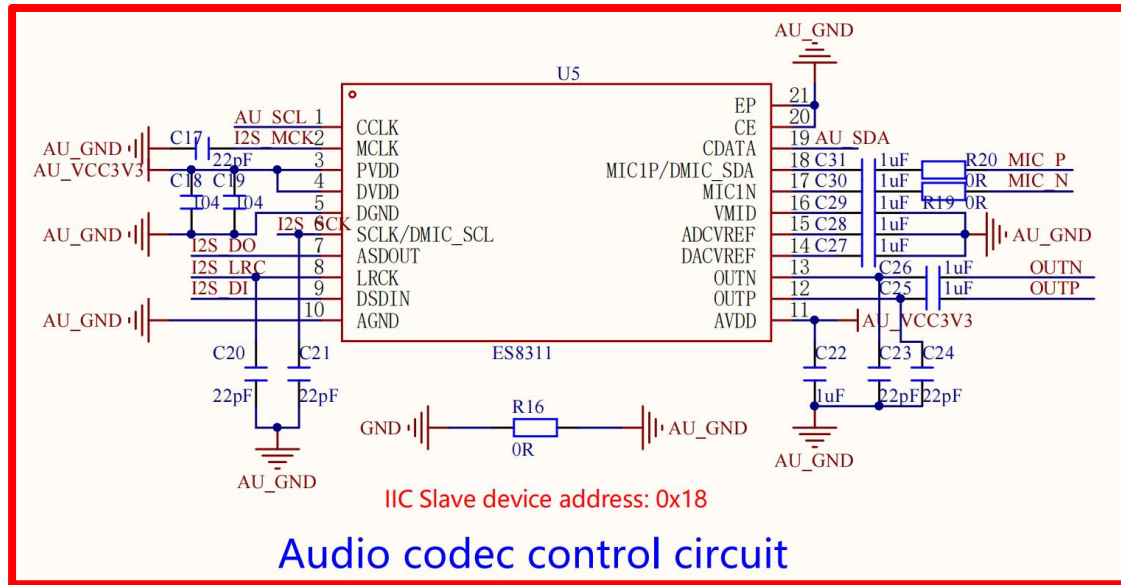 AU_GND
U5
AU_SCL 1 CCLK
C17 I2S_MCK 2 MCLK
AU_GND
22pF
AU_VCC3V3 3 PVDD
C18 C19 4 DVDD
104 104 5 DGND
AU_GND
I2S_SCK 6 SCLK/DMIC_SCL
I2S_DO 7 ASDOUT
I2S_LRC 8 LRCK
I2S_DI 9 DSDIN
AU_GND 10 AGND
EP 21
CE 20
CDATA 19 AU_SDA
MIC1P/DMIC_SDA 18 C31 1uF R20 MIC_P
MIC1N 17 C30 1uF 0R MIC_N
VMID 16 C29 1uF R19 0R
ADCVREF 15 C28 1uF AU_GND
DACVREF 14 C27 1uF
OUTN 13 C26 1uF OUTN
OUTP 12 C25 1uF OUTP
AVDD 11 AU_VCC3V3
ES8311
C20 C21
22pF 22pF
AU_GND
C22 C23 C24
1uF 22pF 22pF
AU_GND
R16
GND AU_GND
0R
IIC Slave device address: 0x18
Audio codec control circuit